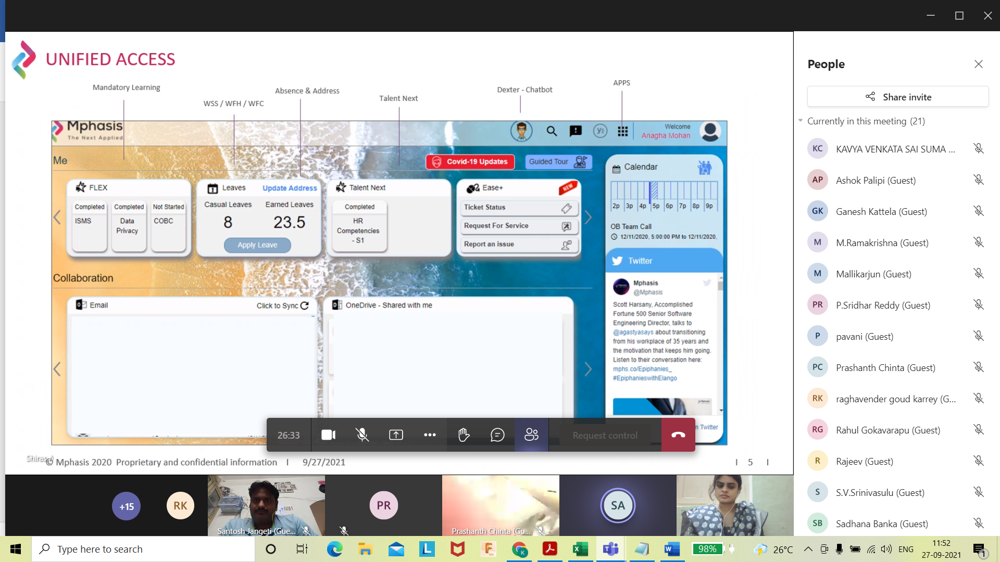 UNIFIED ACCESS
Mandatory Learning
WSS / WFH / WFC
Absence & Address
Talent Next
Dexter - Chatbot
APPS
Mphasis
The Next Applied
Welcome
Anagha Mohan
Me
Covid-19 Updates
Guided Tour
FLEX
Completed
ISMS
Completed
Data
Privacy
Not Started
COBC
Leaves
Update Address
Casual Leaves
8
Earned Leaves
23.5
Apply Leave
Talent Next
Completed
HR
Competencies
- S1
Ease+
NEW
Ticket Status
Request For Service
Report an issue
Calendar
2p 3p 4p 5p 6p 7p 8p 9p
OB Team Call
12/11/2020, 5:00:00 PM to 12/11/2020,
Twitter
Mphasis
@Mphasis
Scott Harsany, Accomplished
Fortune 500 Senior Software
Engineering Director, talks to
@agastyasays about transitioning
from his workplace of 35 years and
the motivation that keeps him going.
Listen to their conversation here:
mphs.co/Epiphanies_
#EpiphanieswithElango
n Twitter
Collaboration
Email
Click to Sync
OneDrive - Shared with me
26:33
Request control
Shiras A
© Mphasis 2020 Proprietary and confidential information I 9/27/2021
I 5 I
People
Share invite
Currently in this meeting (21)
KC KAVYA VENKATA SAI SUMA ...
AP Ashok Palipi (Guest)
GK Ganesh Kattela (Guest)
M M.Ramakrishna (Guest)
M Mallikarjun (Guest)
PR P.Sridhar Reddy (Guest)
P pavani (Guest)
PC Prashanth Chinta (Guest)
RK raghavender goud karrey (G...
RG Rahul Gokavarapu (Guest)
R Rajeev (Guest)
S S.V.Srinivasulu (Guest)
SB Sadhana Banka (Guest)
+15
RK
Santosh Jangeti (Gue...
PR
Prashanth Chinta (Gu...
SA
Type here to search
98%
26°C
ENG
11:52
27-09-2021
1